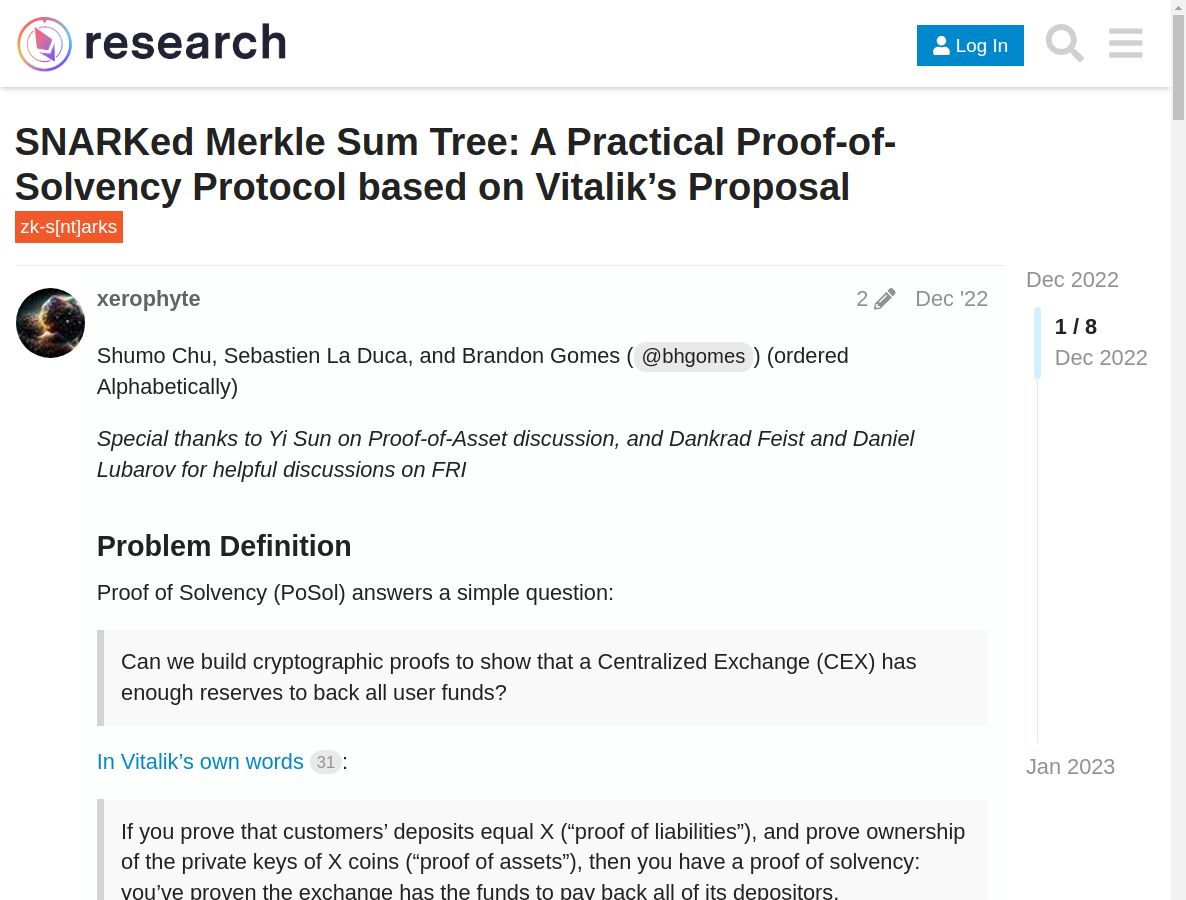 research
Log In
SNARKed Merkle Sum Tree: A Practical Proof-of-
Solvency Protocol based on Vitalik’s Proposal
zk-s[nt]arks
xerophyte
2
Dec '22
Shumo Chu, Sebastien La Duca, and Brandon Gomes ( @bhgomes ) (ordered
Alphabetically)
Special thanks to Yi Sun on Proof-of-Asset discussion, and Dankrad Feist and Daniel
Lubarov for helpful discussions on FRI
Problem Definition
Proof of Solvency (PoSol) answers a simple question:
Can we build cryptographic proofs to show that a Centralized Exchange (CEX) has
enough reserves to back all user funds?
In Vitalik’s own words 31 :
If you prove that customers’ deposits equal X (“proof of liabilities”), and prove ownership
of the private keys of X coins (“proof of assets”), then you have a proof of solvency:
you’ve proven the exchange has the funds to pay back all of its depositors.
Dec 2022
1 / 8
Dec 2022
Jan 2023